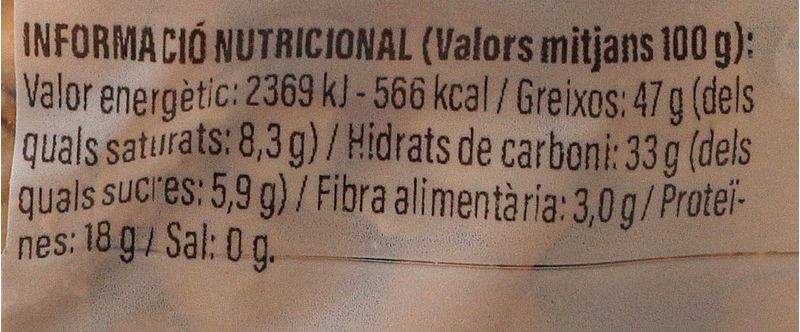 INFORMACIÓ NUTRICIONAL (Valors mitjans 100 g):
Valor energètic: 2369 kJ - 566 kcal / Greixos: 47 g (dels
quals saturats: 8,3 g) / Hidrats de carboni: 33 g (dels
quals sucres: 5,9 g) / Fibra alimentària: 3,0 g / Proteï-
nes: 18 g / Sal: 0 g.